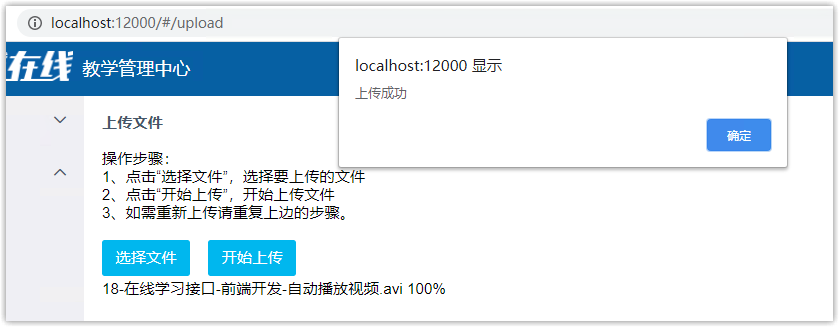 localhost:12000/#/upload
在线 教学管理中心
localhost:12000 显示
上传成功
确定
上传文件
操作步骤：
1、点击“选择文件”，选择要上传的文件
2、点击“开始上传”，开始上传文件
3、如需重新上传请重复上边的步骤。
选择文件 开始上传
18-在线学习接口-前端开发-自动播放视频.avi 100%